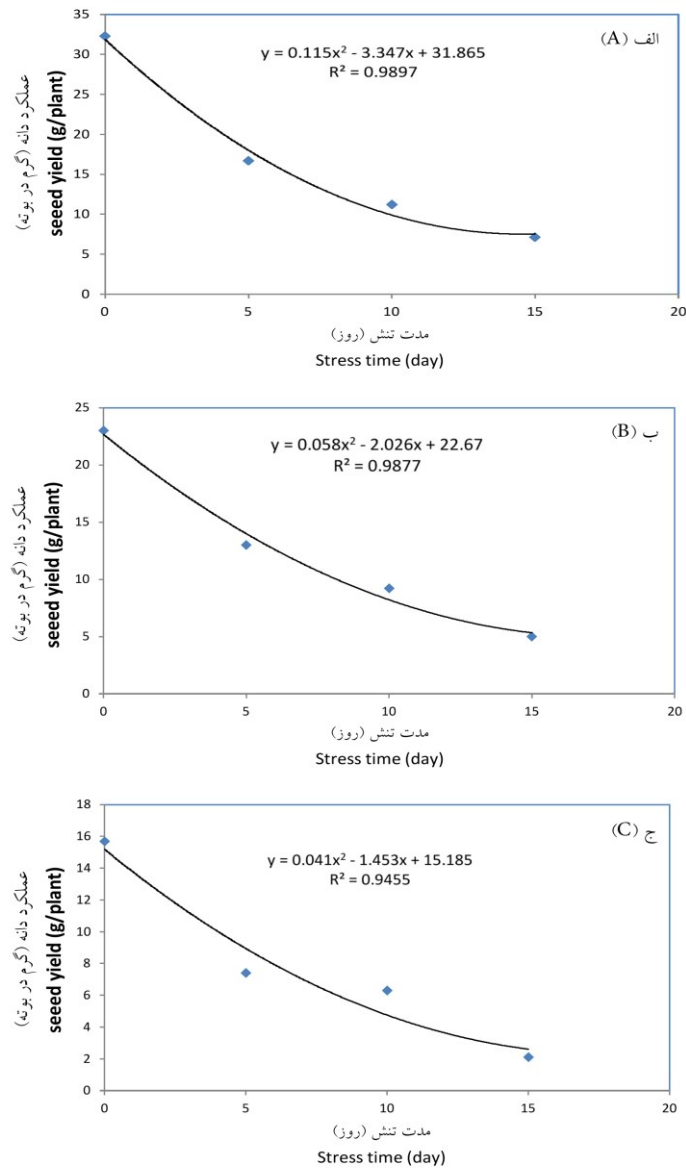 الف (A)
y = 0.115x² - 3.347x + 31.865
R² = 0.9897
عملکرد دانه (گرم در بوته)
seeed yield (g/plant)
35
30
25
20
15
10
5
0
0 5 10 15 20
مدت تنش (روز)
Stress time (day)
ب (B)
y = 0.058x² - 2.026x + 22.67
R² = 0.9877
عملکرد دانه (گرم در بوته)
seeed yield (g/plant)
25
20
15
10
5
0
0 5 10 15 20
مدت تنش (روز)
Stress time (day)
ج (C)
y = 0.041x² - 1.453x + 15.185
R² = 0.9455
عملکرد دانه (گرم در بوته)
seeed yield (g/plant)
18
16
14
12
10
8
6
4
2
0
0 5 10 15 20
مدت تنش (روز)
Stress time (day)